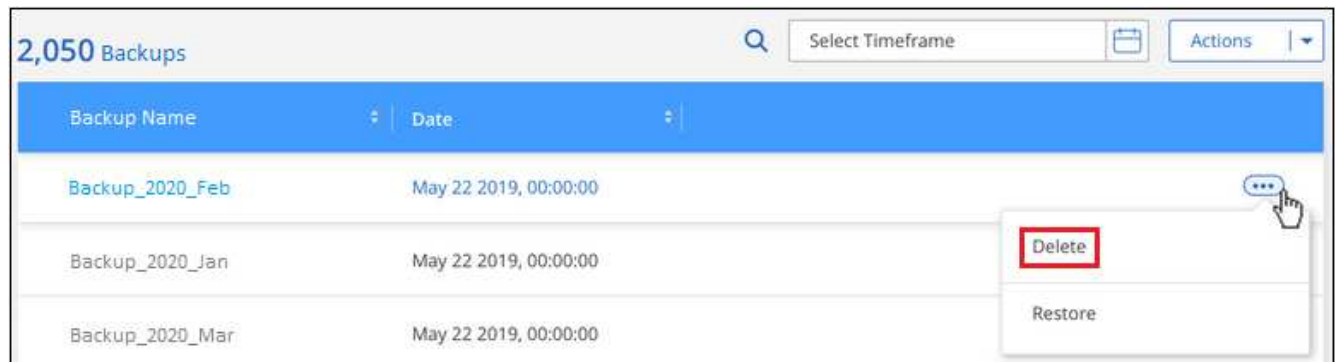 2,050 Backups
Select Timeframe
Actions
Backup Name Date
Backup_2020_Feb May 22 2019, 00:00:00
Delete
Backup_2020_Jan May 22 2019, 00:00:00
Restore
Backup_2020_Mar May 22 2019, 00:00:00